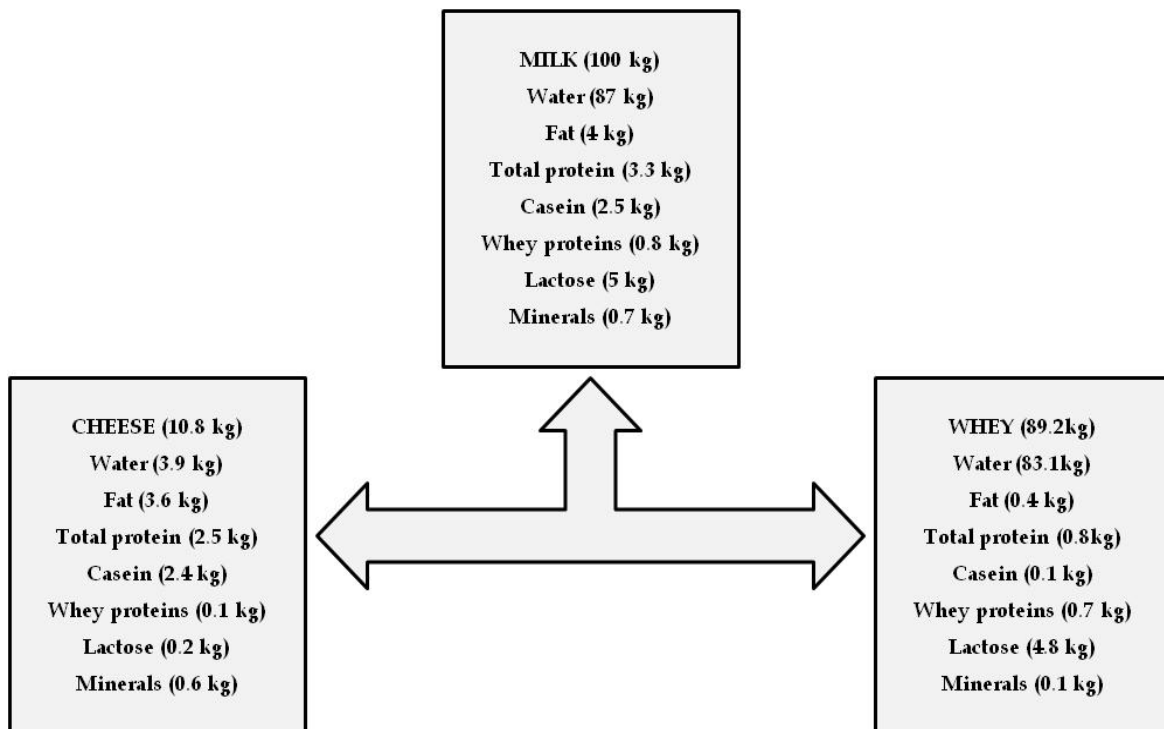 MILK (100 kg)
Water (87 kg)
Fat (4 kg)
Total protein (3.3 kg)
Casein (2.5 kg)
Whey proteins (0.8 kg)
Lactose (5 kg)
Minerals (0.7 kg)
CHEESE (10.8 kg)
Water (3.9 kg)
Fat (3.6 kg)
Total protein (2.5 kg)
Casein (2.4 kg)
Whey proteins (0.1 kg)
Lactose (0.2 kg)
Minerals (0.6 kg)
WHEY (89.2kg)
Water (83.1kg)
Fat (0.4 kg)
Total protein (0.8kg)
Casein (0.1 kg)
Whey proteins (0.7 kg)
Lactose (4.8 kg)
Minerals (0.1 kg)